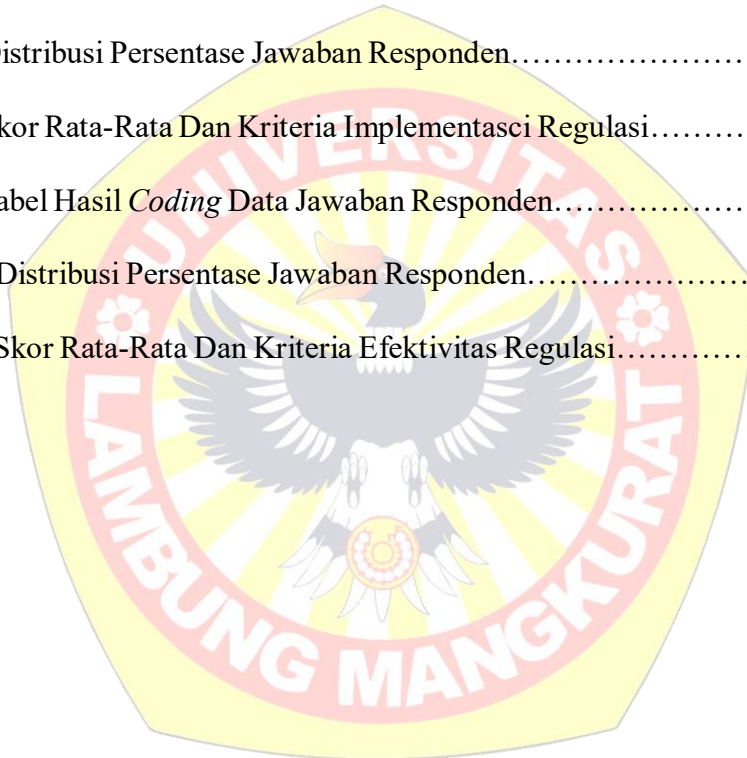 istribusi Persentase Jawaban Responden……………………
kor Rata-Rata Dan Kriteria Implementasci Regulasi…………
abel Hasil Coding Data Jawaban Responden…………………
Distribusi Persentase Jawaban Responden……………………
Skor Rata-Rata Dan Kriteria Efektivitas Regulasi……………
UNIVERSITAS
LAMBUNG MANGKURAT